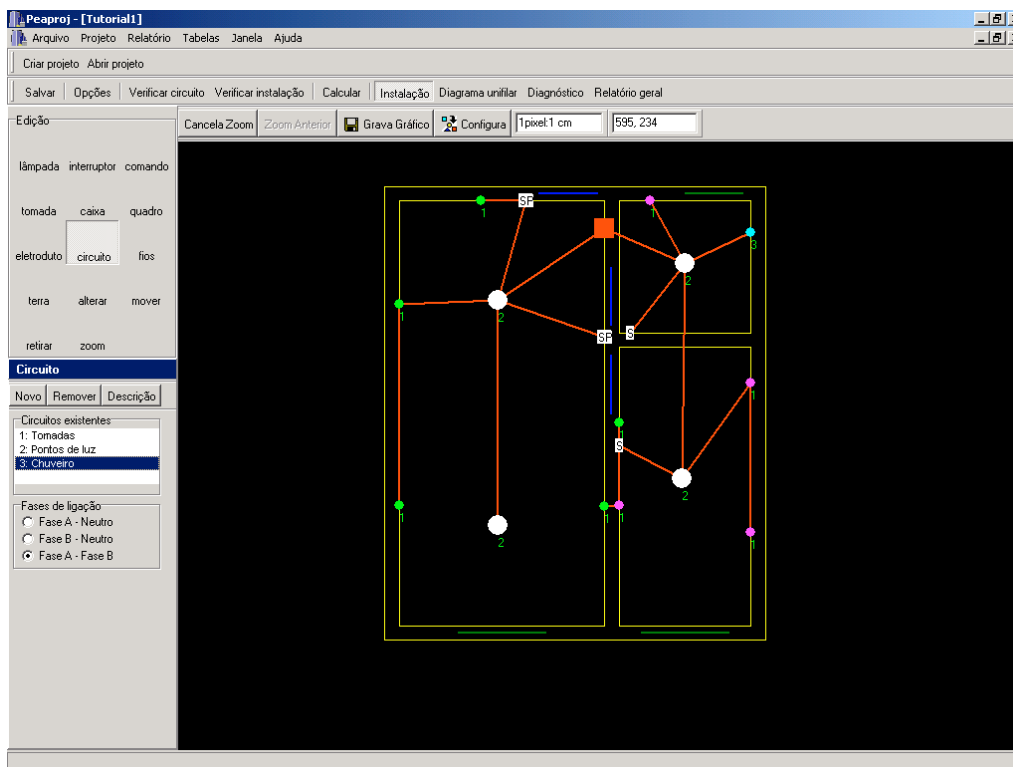 Peaproj - [Tutorial1]
Arquivo Projeto Relatório Tabelas Janela Ajuda
Criar projeto Abrir projeto
Salvar Opções Verificar circuito Verificar instalação Calcular Instalação Diagrama unifilar Diagnóstico Relatório geral
Edição
Cancela Zoom Zoom Anterior Grava Gráfico Configura 1pixel:1 cm 595, 234
lâmpada interruptor comando
tomada caixa quadro
eletroduto circuito fios
terra alterar mover
retirar zoom
Circuito
Novo Remover Descrição
Circuitos existentes
1: Tomadas
2: Pontos de luz
3: Chuveiro
Fases de ligação
Fase A - Neutro
Fase B - Neutro
Fase A - Fase B
SP
1 1
3
2
1 2
S
SP
1
1
S
2
1 1 1
2 1